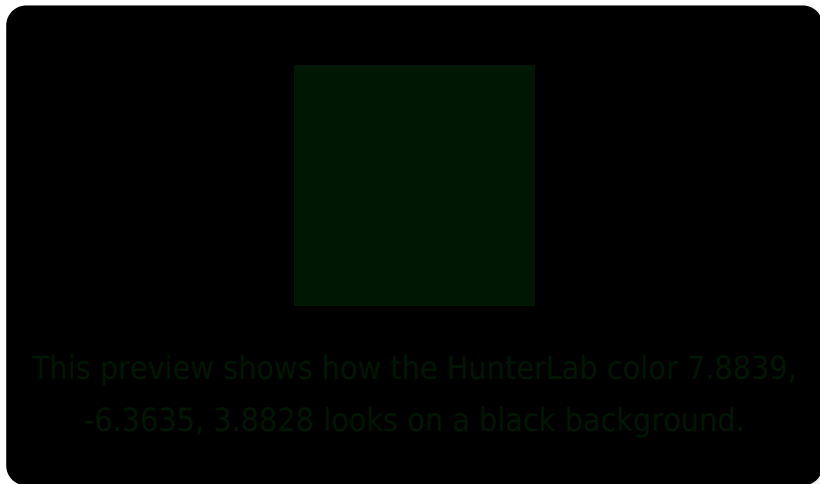 This preview shows how the HunterLab color 7.8839,
-6.3635, 3.8828 looks on a black background.